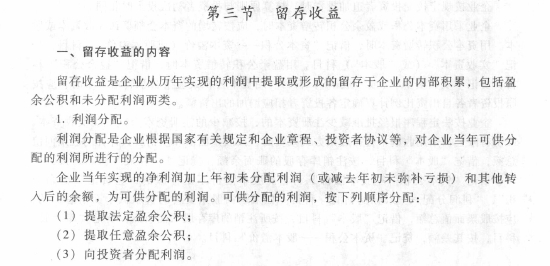 第三节 留存收益
一、留存收益的内容
留存收益是企业从历年实现的利润中提取或形成的留存于企业的内部积累，包括盈
余公积和未分配利润两类。
1. 利润分配。
利润分配是企业根据国家有关规定和企业章程、投资者协议等，对企业当年可供分
配的利润所进行的分配。
企业当年实现的净利润加上年初未分配利润（或减去年初未弥补亏损）和其他转
入后的余额，为可供分配的利润。可供分配的利润，按下列顺序分配：
（1）提取法定盈余公积；
（2）提取任意盈余公积；
（3）向投资者分配利润。